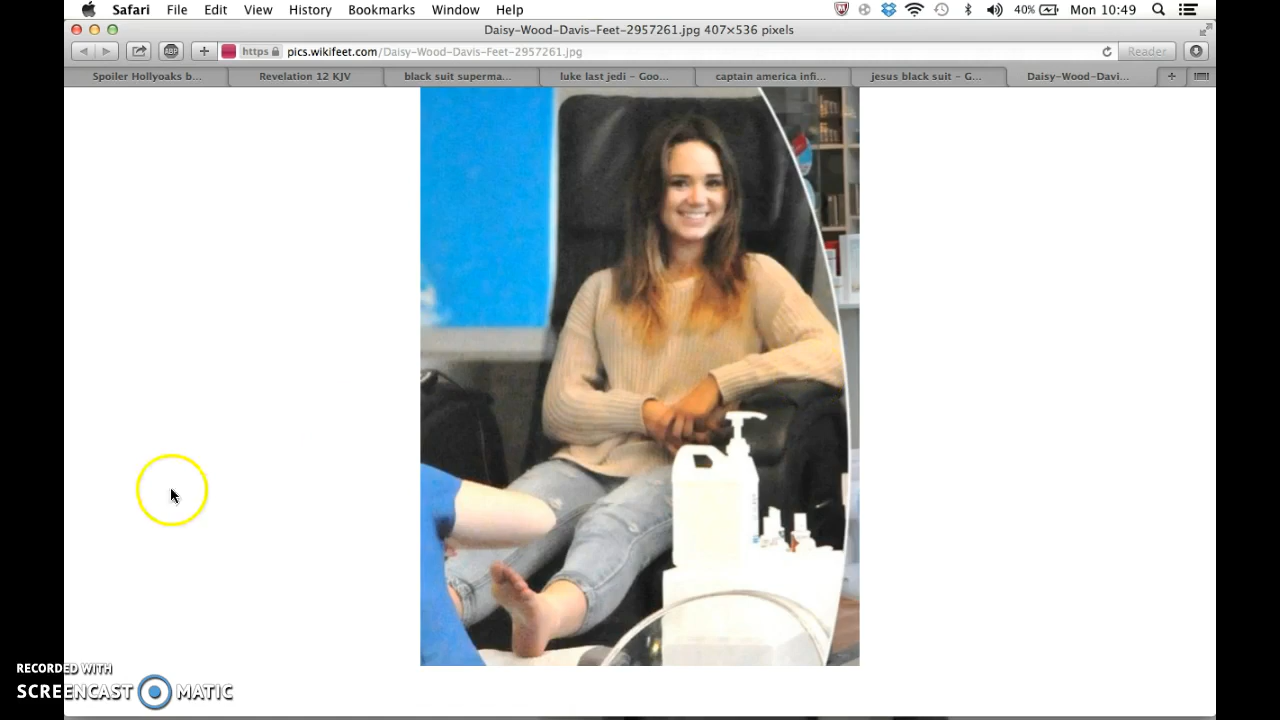 Safari File Edit View History Bookmarks Window Help 40% Mon 10:49
Daisy-Wood-Davis-Feet-2957261.jpg 407×536 pixels
ABP + https pics.wikifeet.com/Daisy-Wood-Davis-Feet-2957261.jpg Reader
Spoiler Hollyoaks b... Revelation 12 KJV black suit superma... luke last jedi – Goo... captain america infi... jesus black suit – G... Daisy-Wood-Davi... +
RECORDED WITH
SCREENCAST MATIC